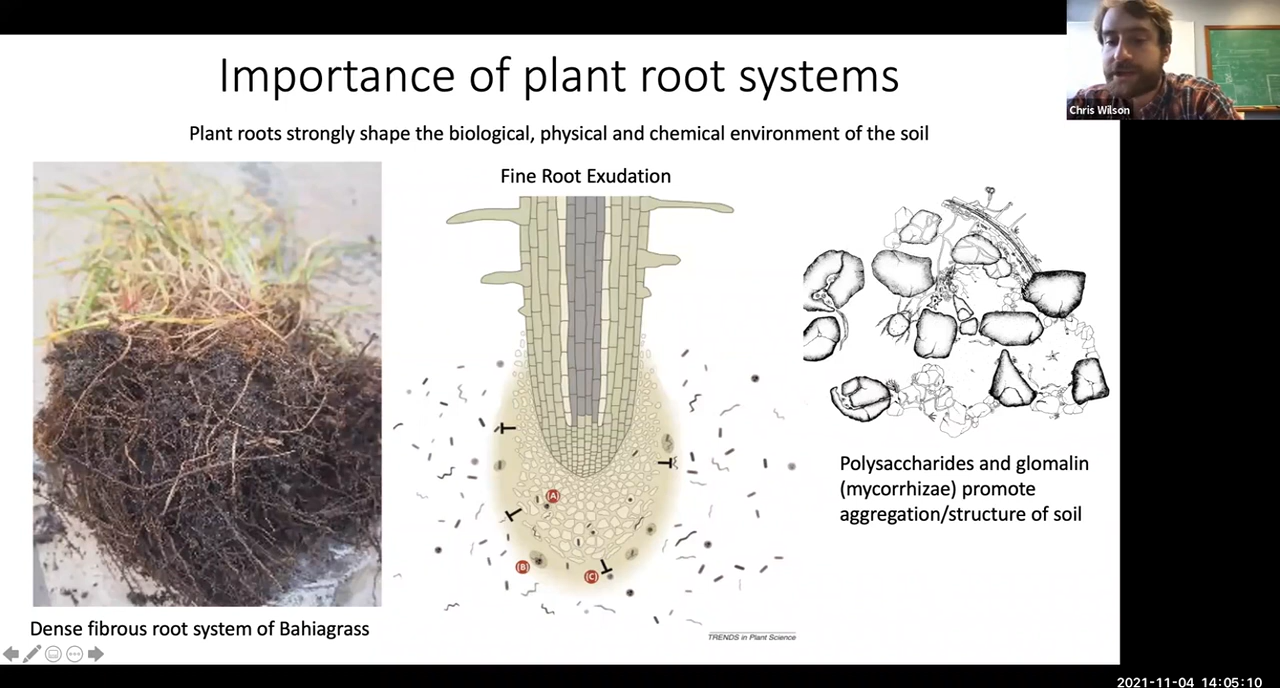 Importance of plant root systems
Chris Wilson
Plant roots strongly shape the biological, physical and chemical environment of the soil
Fine Root Exudation
(A)
(B)
(C)
Polysaccharides and glomalin
(mycorrhizae) promote
aggregation/structure of soil
TRENDS in Plant Science
Dense fibrous root system of Bahiagrass
2021-11-04 14:05:10